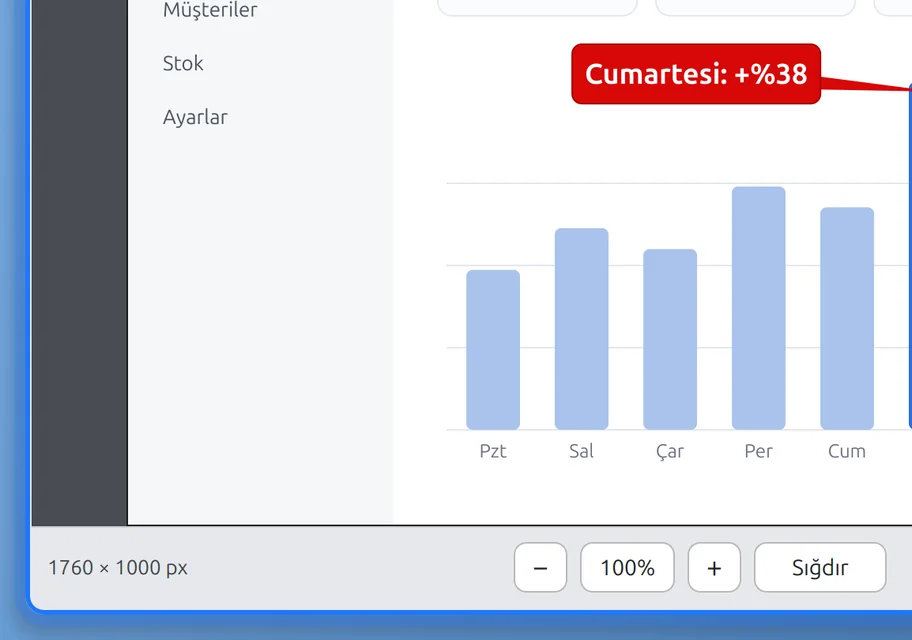 Müşteriler
Stok
Ayarlar
Cumartesi: +%38
Pzt Sal Çar Per Cum
1760 × 1000 px − 100% + Sığdır